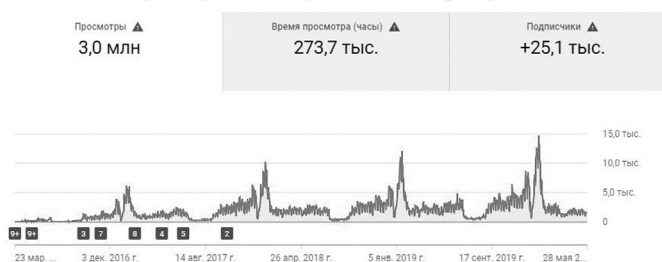 Просмотры
3,0 млн
Время просмотра (часы)
273,7 тыс.
Подписчики
+25,1 тыс.
15,0 тыс.
10,0 тыс.
5,0 тыс.
0
9+ 9+ 3 7 8 4 5 2
23 мар. ... 3 дек. 2016 г. 14 авг. 2017 г. 26 апр. 2018 г. 5 янв. 2019 г. 17 сент. 2019 г. 28 мая 2...